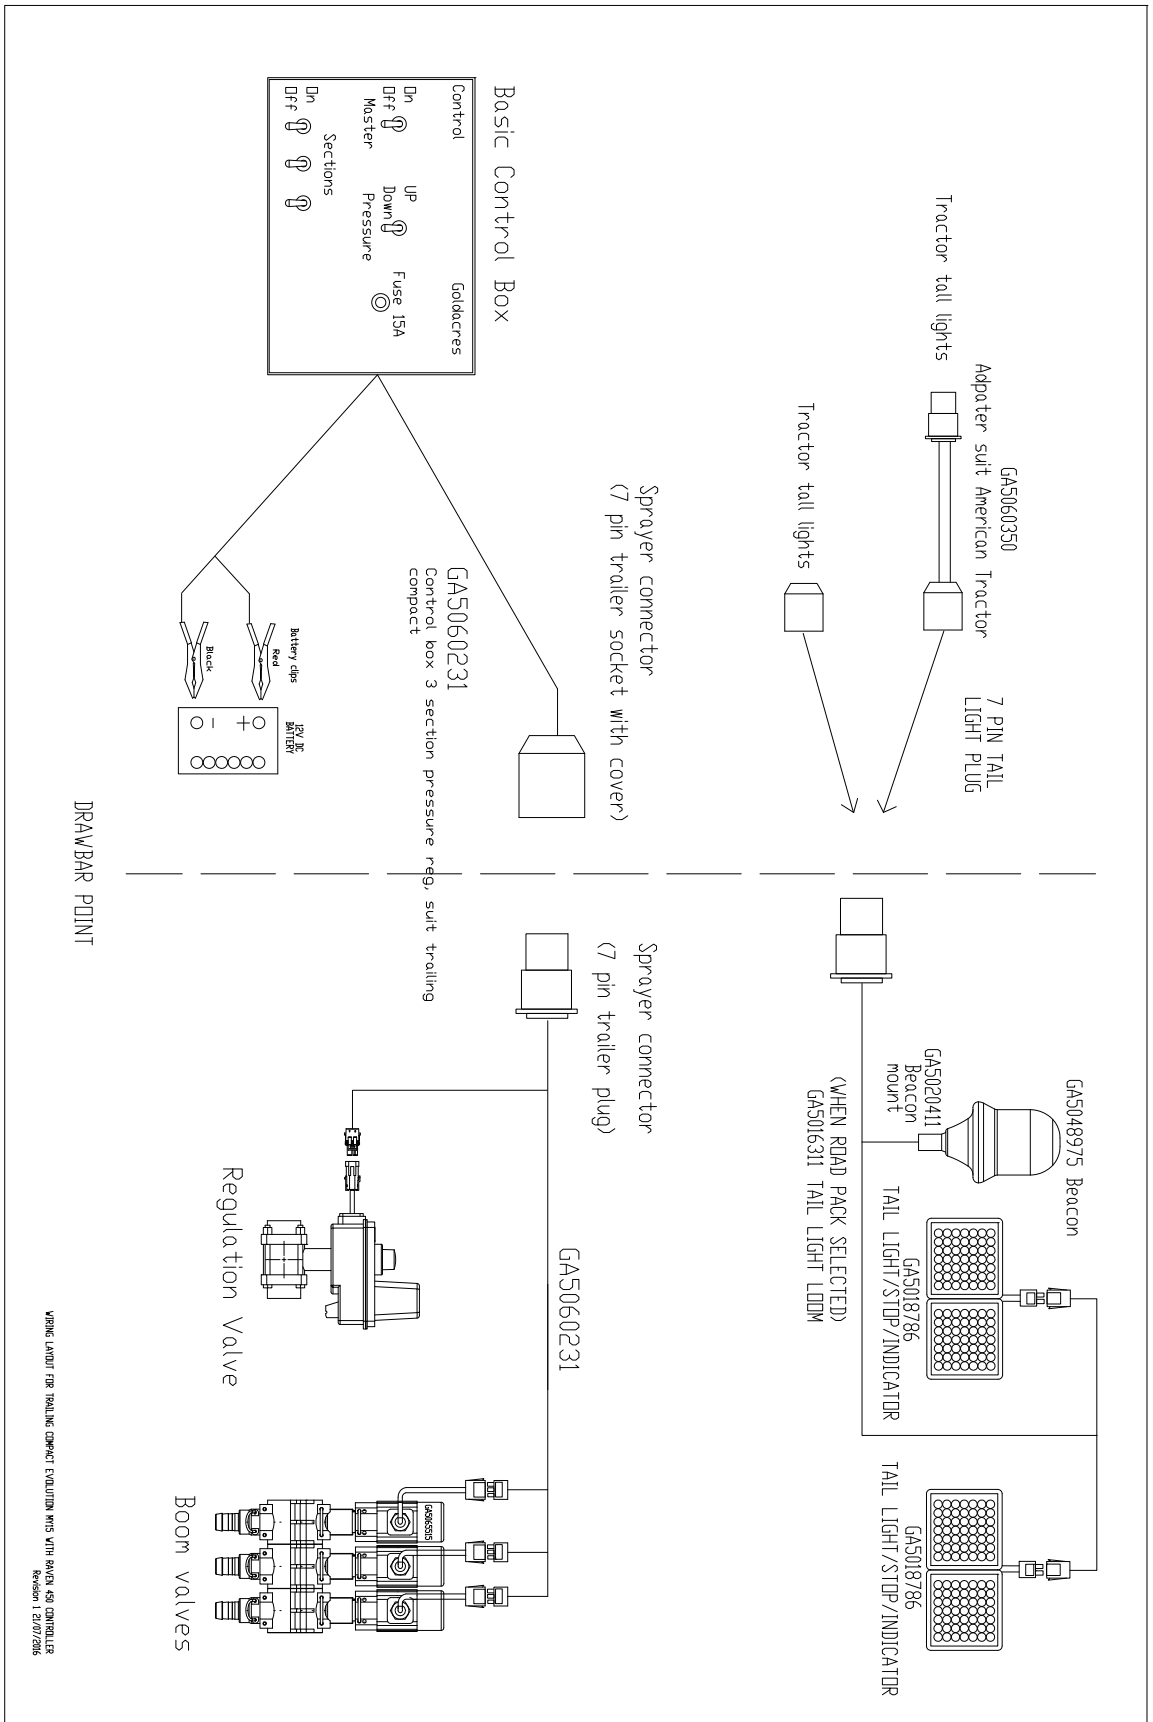 Tractor tall lights
GA5060350
Adpater suit American Tractor
7 PIN TAIL
LIGHT PLUG
Tractor tall lights
GA5048975 Beacon
GA5020411
Beacon
mount
(WHEN ROAD PACK SELECTED)
GA5016311 TAIL LIGHT LOOM
GA5018786
TAIL LIGHT/STOP/INDICATOR
GA5018786
TAIL LIGHT/STOP/INDICATOR
Basic Control Box
Control
Goldacres
On
Off
Master
UP
Down
Pressure
Fuse 15A
Sections
On
Off
Sprayer connector
(7 pin trailer socket with cover)
GA5060231
Control box 3 section pressure reg, suit trailing
compact
Battery clips
Red
Black
12V DC
BATTERY
+
-
DRAWBAR POINT
Sprayer connector
(7 pin trailer plug)
GA5060231
Regulation Valve
GA5065515
Boom valves
WIRING LAYOUT FOR TRAILING COMPACT EVOLUTION MY15 WITH RAVEN 450 CONTROLLER
Revision 1 21/07/2016